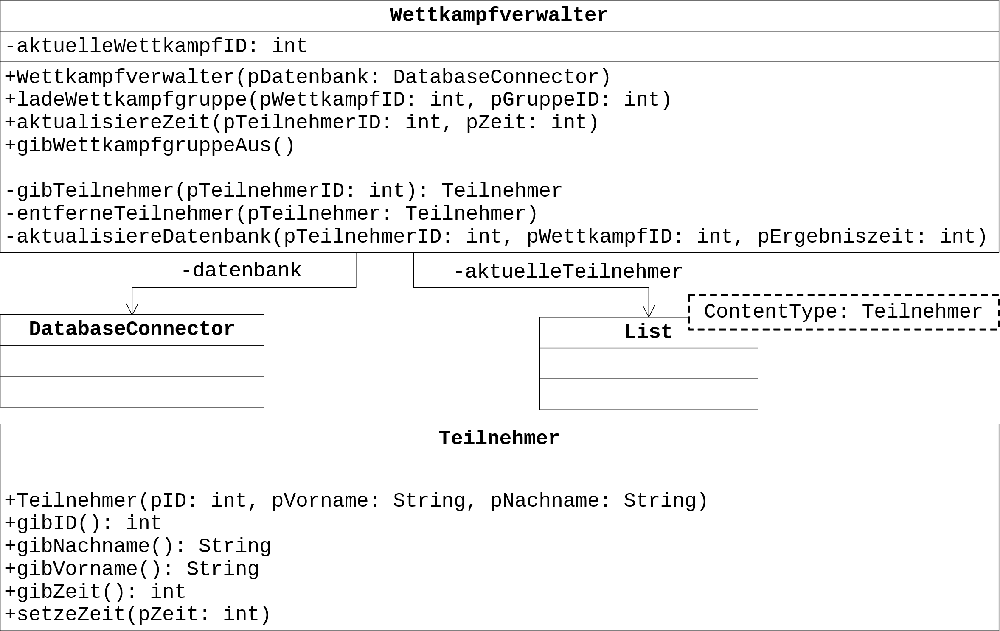 Wettkampfverwalter
-aktuelleWettkampfID: int
+Wettkampfverwalter(pDatenbank: DatabaseConnector)
+ladeWettkampfgruppe(pWettkampfID: int, pGruppeID: int)
+aktualisiereZeit(pTeilnehmerID: int, pZeit: int)
+gibWettkampfgruppeAus()
-gibTeilnehmer(pTeilnehmerID: int): Teilnehmer
-entferneTeilnehmer(pTeilnehmer: Teilnehmer)
-aktualisiereDatenbank(pTeilnehmerID: int, pWettkampfID: int, pErgebniszeit: int)
-datenbank
-aktuelleTeilnehmer
DatabaseConnector
List
ContentType: Teilnehmer
Teilnehmer
+Teilnehmer(pID: int, pVorname: String, pNachname: String)
+gibID(): int
+gibNachname(): String
+gibVorname(): String
+gibZeit(): int
+setzeZeit(pZeit: int)